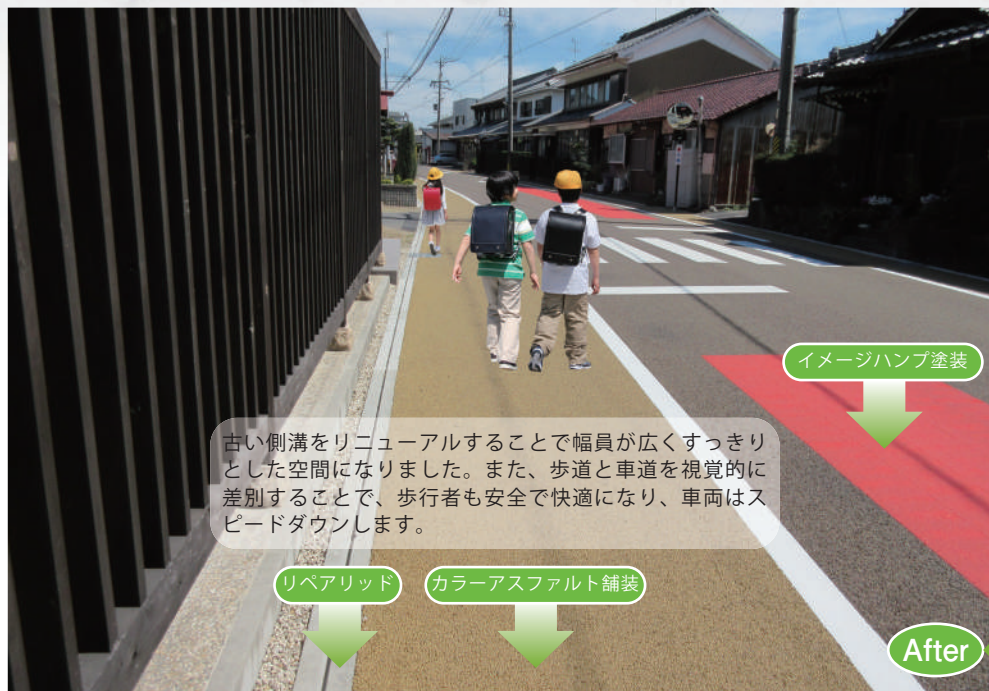 イメージハンプ塗装
古い側溝をリニューアルすることで幅員が広くすっきり
とした空間になりました。また、歩道と車道を視覚的に
差別することで、歩行者も安全で快適になり、車両はス
ピードダウンします。
リペアリッド
カラーアスファルト舗装
After